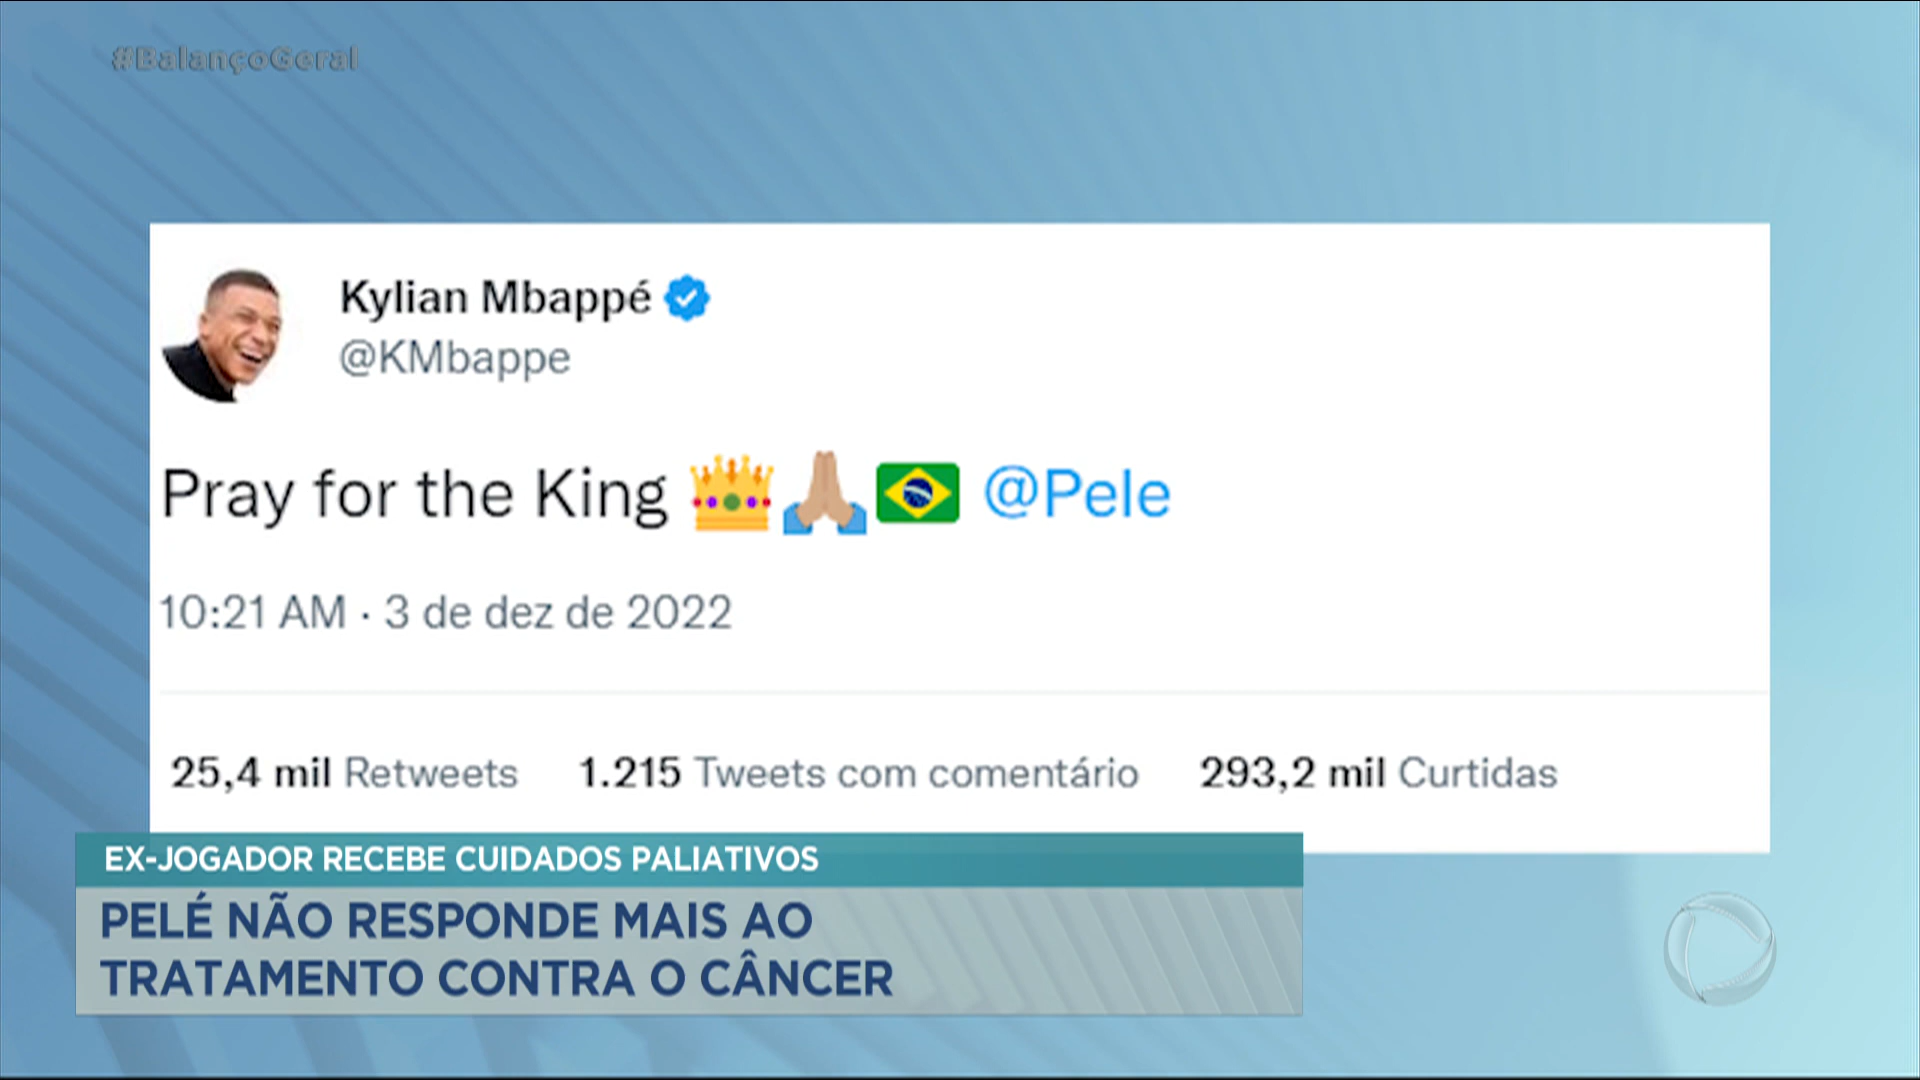 #BalançoGeral
Kylian Mbappé
@KMbappe
Pray for the King 👑🙏🏼🇧🇷 @Pele
10:21 AM · 3 de dez de 2022
25,4 mil Retweets 1.215 Tweets com comentário 293,2 mil Curtidas
EX-JOGADOR RECEBE CUIDADOS PALIATIVOS
PELÉ NÃO RESPONDE MAIS AO
TRATAMENTO CONTRA O CÂNCER